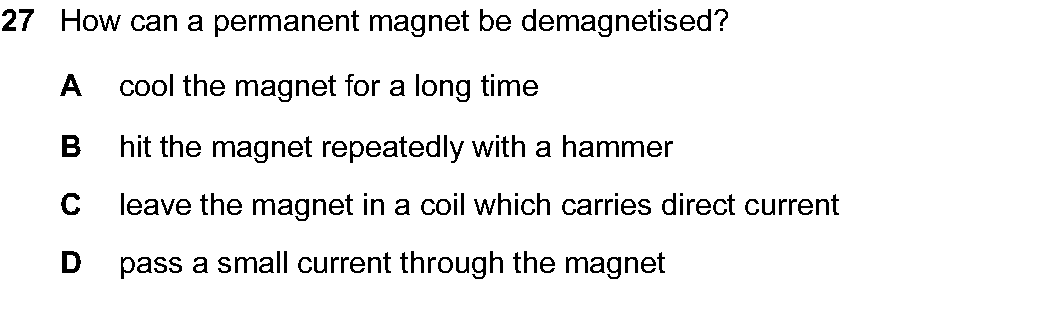 27 How can a permanent magnet be demagnetised?
A cool the magnet for a long time
B hit the magnet repeatedly with a hammer
C leave the magnet in a coil which carries direct current
D pass a small current through the magnet